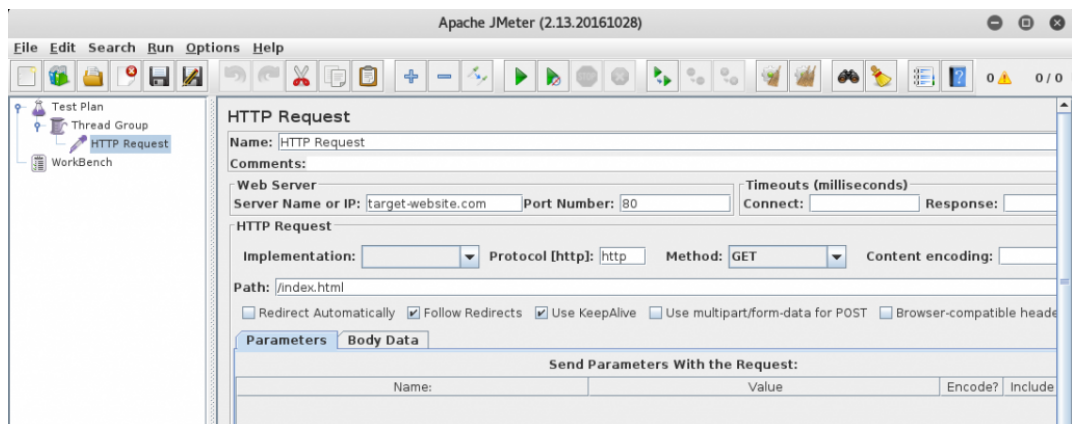 Apache JMeter (2.13.20161028)
File Edit Search Run Options Help
0 0 / 0
Test Plan
Thread Group
HTTP Request
WorkBench
HTTP Request
Name: HTTP Request
Comments:
Web Server
Server Name or IP: target-website.com Port Number: 80
Timeouts (milliseconds)
Connect: Response:
HTTP Request
Implementation: Protocol [http]: http Method: GET Content encoding:
Path: /index.html
Redirect Automatically Follow Redirects Use KeepAlive Use multipart/form-data for POST Browser-compatible heade
Parameters Body Data
Send Parameters With the Request:
Name: Value Encode? Include